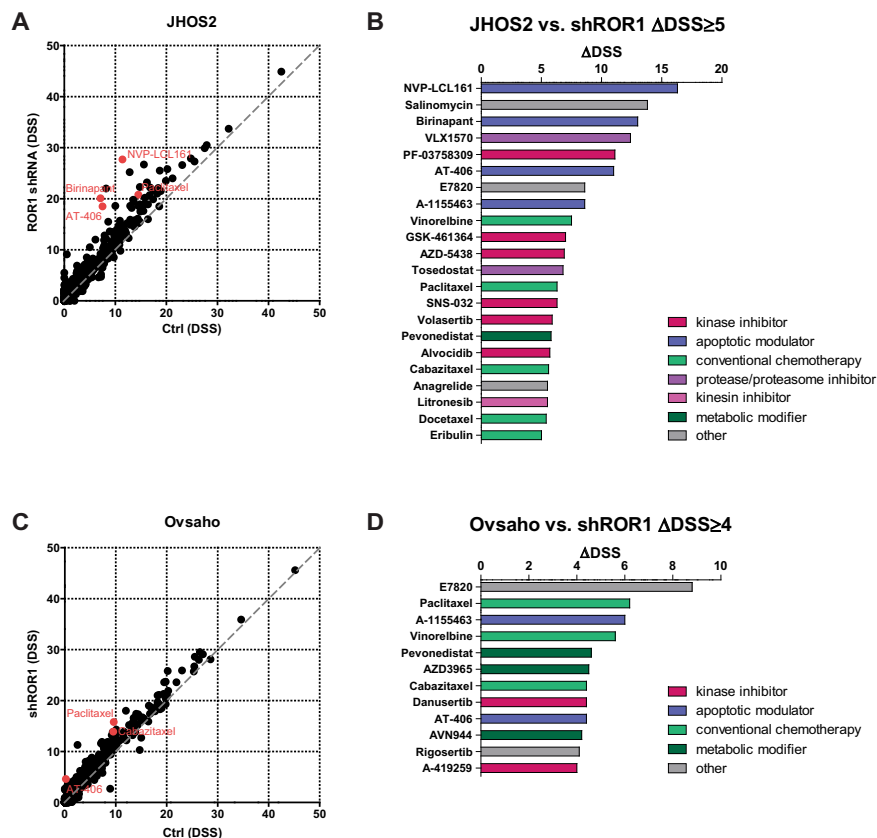 A
JHOS2
ROR1 shRNA (DSS)
50
40
30
20
10
0
NVP-LCL161
Birinapant
Paclitaxel
AT-406
0 10 20 30 40 50
Ctrl (DSS)
B
JHOS2 vs. shROR1 ΔDSS≥5
ΔDSS
0 5 10 15 20
NVP-LCL161
Salinomycin
Birinapant
VLX1570
PF-03758309
AT-406
E7820
A-1155463
Vinorelbine
GSK-461364
AZD-5438
Tosedostat
Paclitaxel
SNS-032
Volasertib
Pevonedistat
Alvocidib
Cabazitaxel
Anagrelide
Litronesib
Docetaxel
Eribulin
kinase inhibitor
apoptotic modulator
conventional chemotherapy
protease/proteasome inhibitor
kinesin inhibitor
metabolic modifier
other
C
Ovsaho
shROR1 (DSS)
50
40
30
20
10
0
Paclitaxel
Cabazitaxel
AT-406
0 10 20 30 40 50
Ctrl (DSS)
D
Ovsaho vs. shROR1 ΔDSS≥4
ΔDSS
0 2 4 6 8 10
E7820
Paclitaxel
A-1155463
Vinorelbine
Pevonedistat
AZD3965
Cabazitaxel
Danusertib
AT-406
AVN944
Rigosertib
A-419259
kinase inhibitor
apoptotic modulator
conventional chemotherapy
metabolic modifier
other